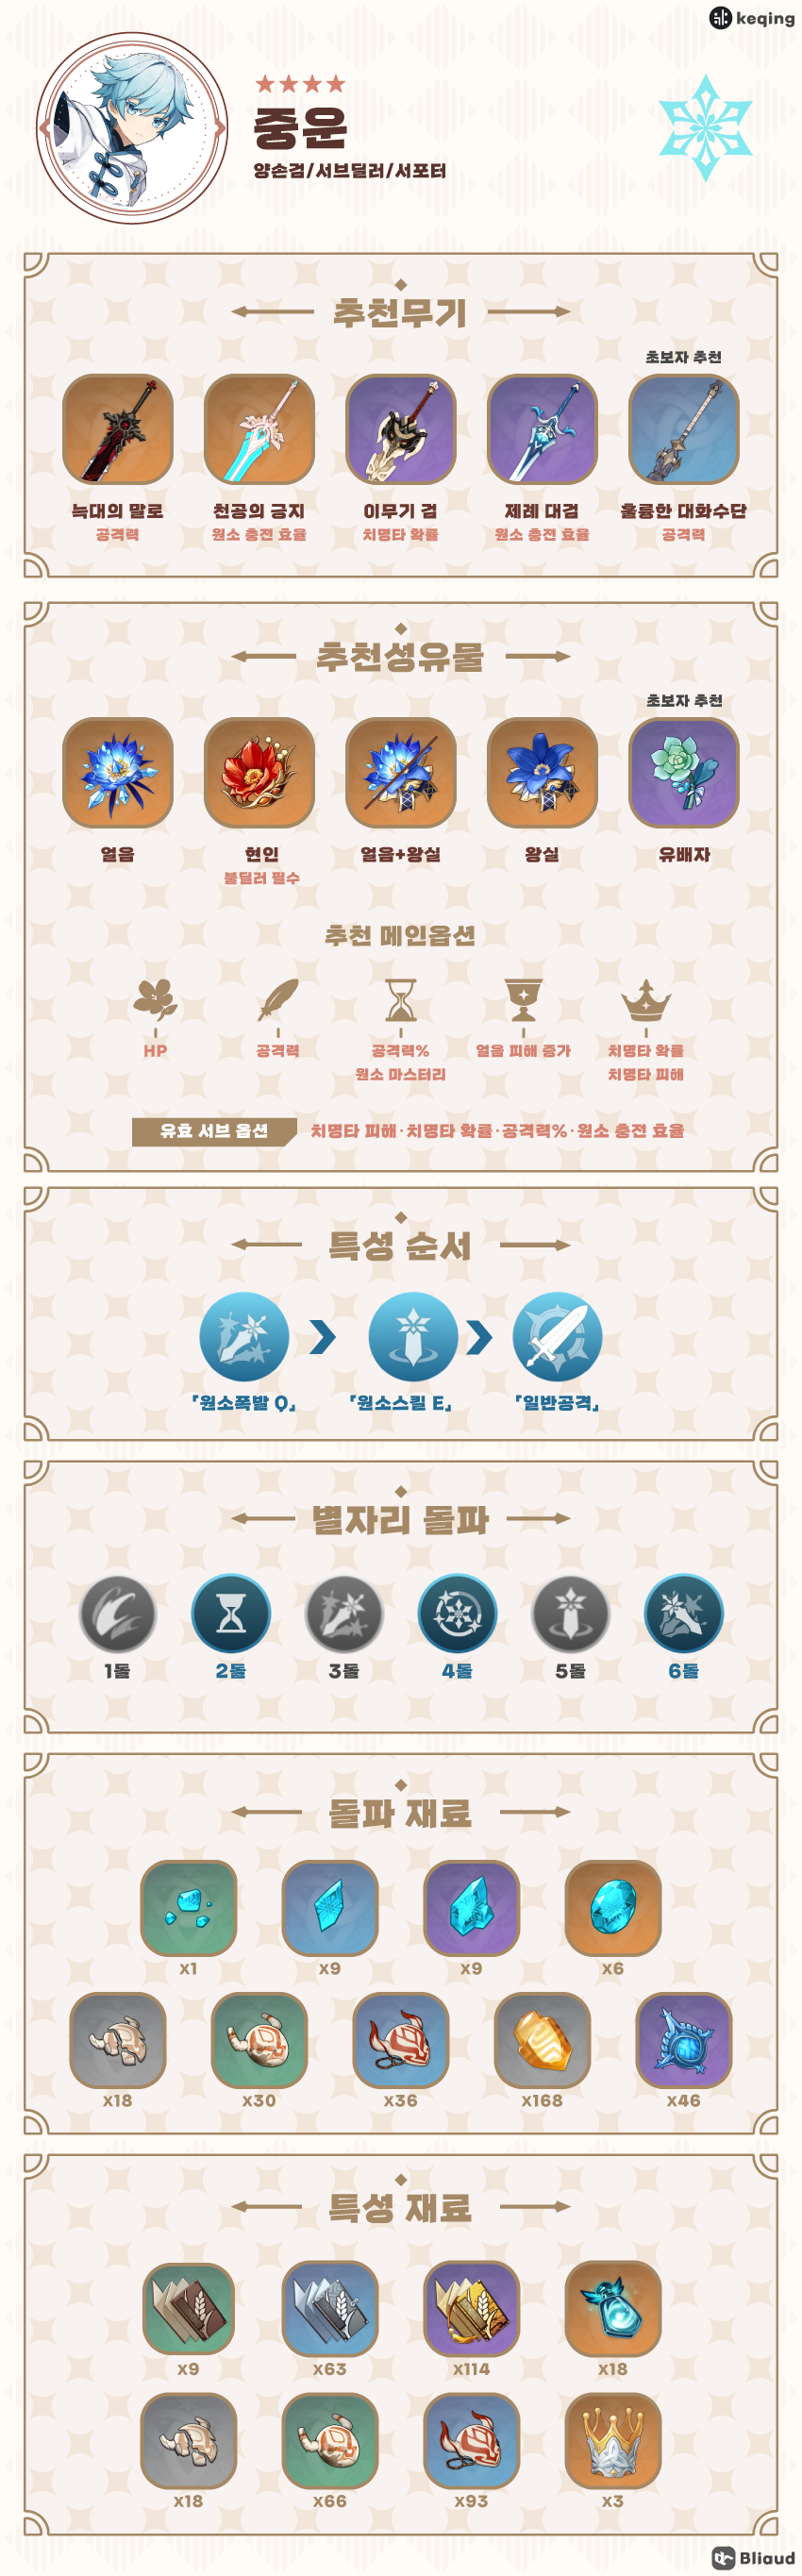 keqing
중운
양손검/서브딜러/서포터
추천무기
초보자 추천
늑대의 말로
천공의 긍지
이무기 검
제례 대검
훌륭한 대화수단
공격력
원소 충전 효율
치명타 확률
원소 충전 효율
공격력
추천성유물
초보자 추천
얼음
현인
얼음+왕실
왕실
유배자
불딜러 필수
추천 메인옵션
HP
공격력
공격력%
얼음 피해 증가
치명타 확률
원소 마스터리
치명타 피해
유효 서브 옵션
치명타 피해·치명타 확률·공격력%·원소 충전 효율
특성 순서
「원소폭발 Q」
「원소스킬 E」
「일반공격」
별자리 돌파
1돌
2돌
3돌
4돌
5돌
6돌
돌파 재료
x1
x9
x9
x6
x18
x30
x36
x168
x46
특성 재료
x9
x63
x114
x18
x18
x66
x93
x3
Bliaud